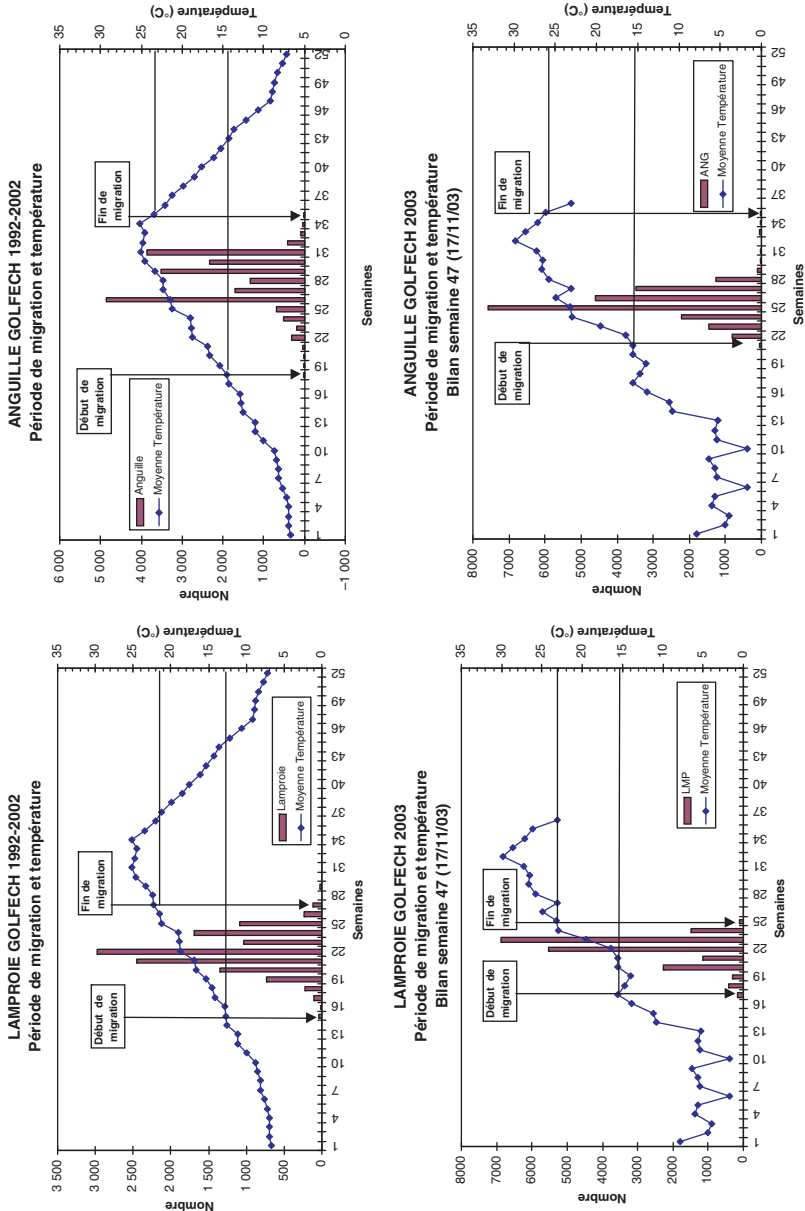 LAMPROIE GOLFECH 1992-2002
Période de migration et température
Nombre
3 500
3 000
2 500
2 000
1 500
1 000
500
0
Début de
migration
Fin de
migration
Lamproie
Moyenne Température
35
30
25
20
15
10
5
0
Température (°C)
1 4 7 10 13 16 19 22 25 28 31 34 37 40 43 46 49 52
Semaines
ANGUILLE GOLFECH 1992-2002
Période de migration et température
Nombre
6 000
5 000
4 000
3 000
2 000
1 000
0
–1 000
Anguille
Moyenne Température
Début de
migration
Fin de
migration
35
30
25
20
15
10
5
0
Température (°C)
1 4 7 10 13 16 19 22 25 28 31 34 37 40 43 46 49 52
Semaines
LAMPROIE GOLFECH 2003
Période de migration et température
Bilan semaine 47 (17/11/03)
Nombre
8000
7000
6000
5000
4000
3000
2000
1000
0
Début de
migration
Fin de
migration
LMP
Moyenne Température
35
30
25
20
15
10
5
0
Température (°C)
1 4 7 10 13 16 19 22 25 28 31 34 37 40 43 46 49 52
Semaines
ANGUILLE GOLFECH 2003
Période de migration et température
Bilan semaine 47 (17/11/03)
Nombre
8000
7000
6000
5000
4000
3000
2000
1000
0
Début de
migration
Fin de
migration
ANG
Moyenne Température
35
30
25
20
15
10
5
0
Température (°C)
1 4 7 10 13 16 19 22 25 28 31 34 37 40 43 46 49 52
Semaines